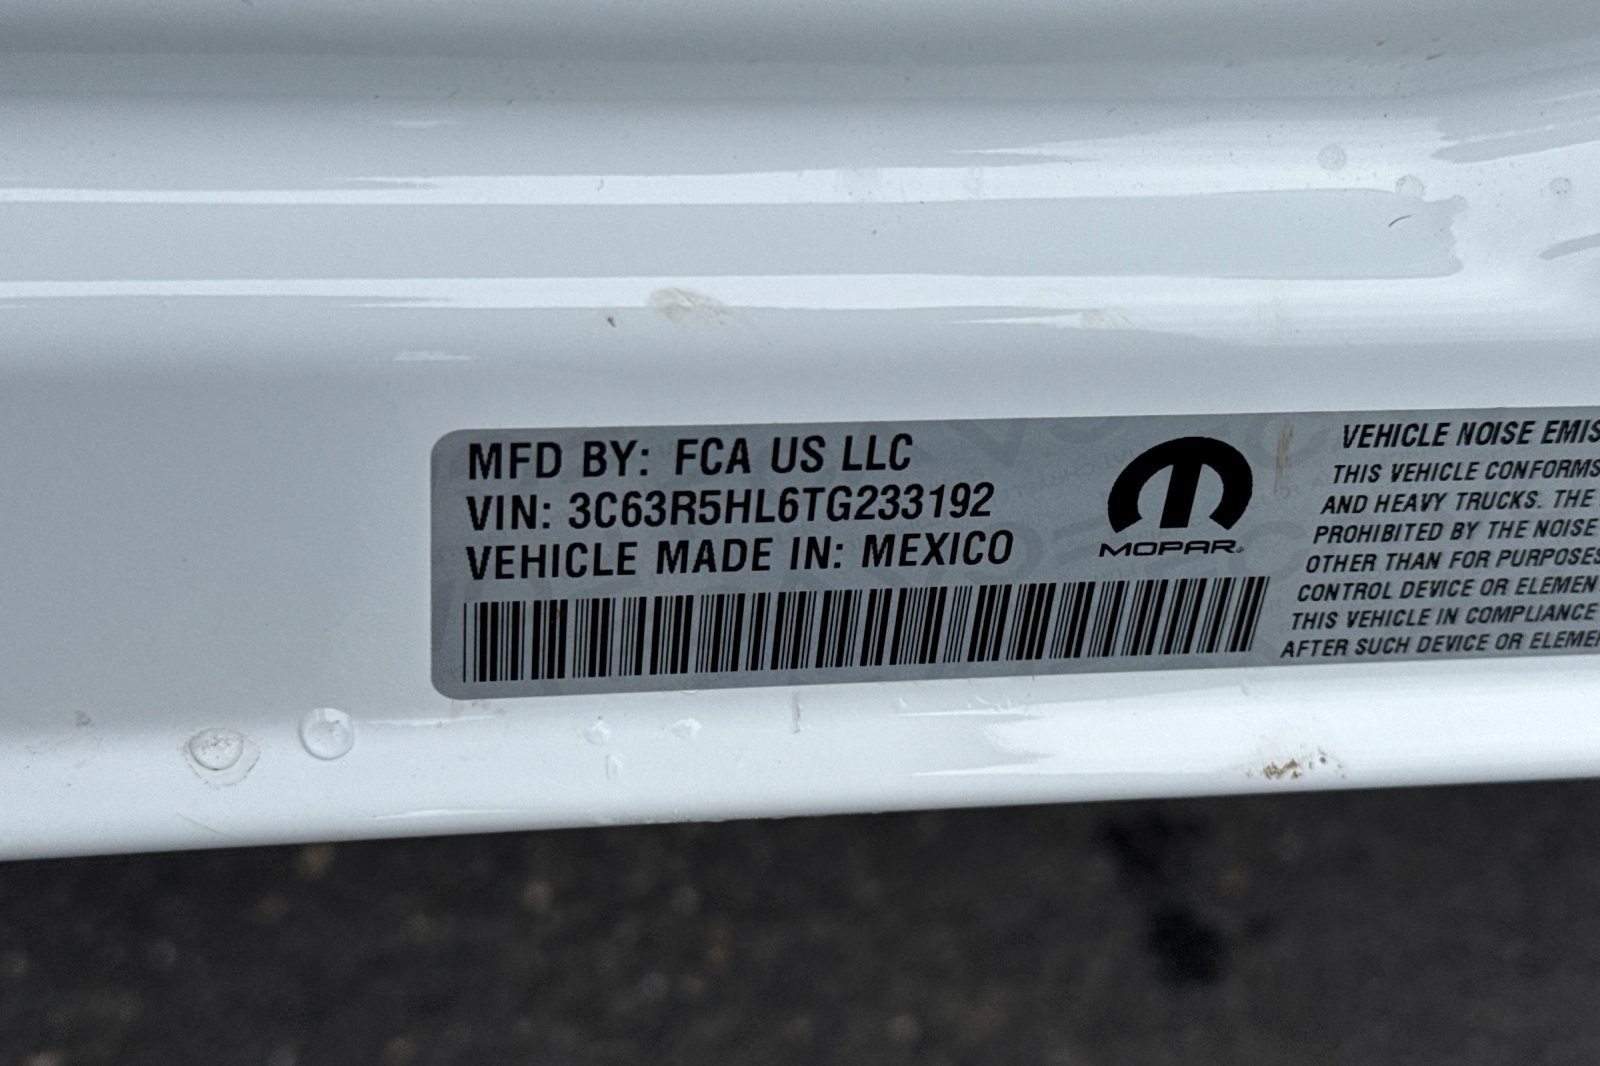 MFD BY: FCA US LLC
VIN: 3C63R5HL6TG233192
VEHICLE MADE IN: MEXICO
MOPAR
VEHICLE NOISE EMIS
THIS VEHICLE CONFORMS
AND HEAVY TRUCKS. THE
PROHIBITED BY THE NOISE
OTHER THAN FOR PURPOSES
CONTROL DEVICE OR ELEMEN
THIS VEHICLE IN COMPLIANCE
AFTER SUCH DEVICE OR ELEME